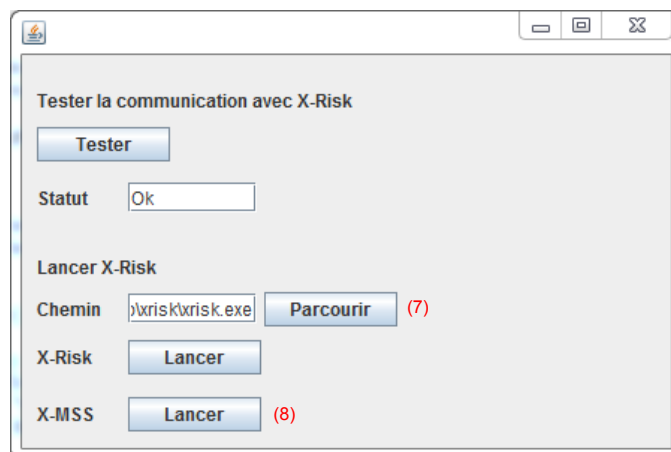 Tester la communication avec X-Risk
Tester
Statut Ok
Lancer X-Risk
Chemin \xrisk\xrisk.exe Parcourir (7)
X-Risk Lancer
X-MSS Lancer (8)